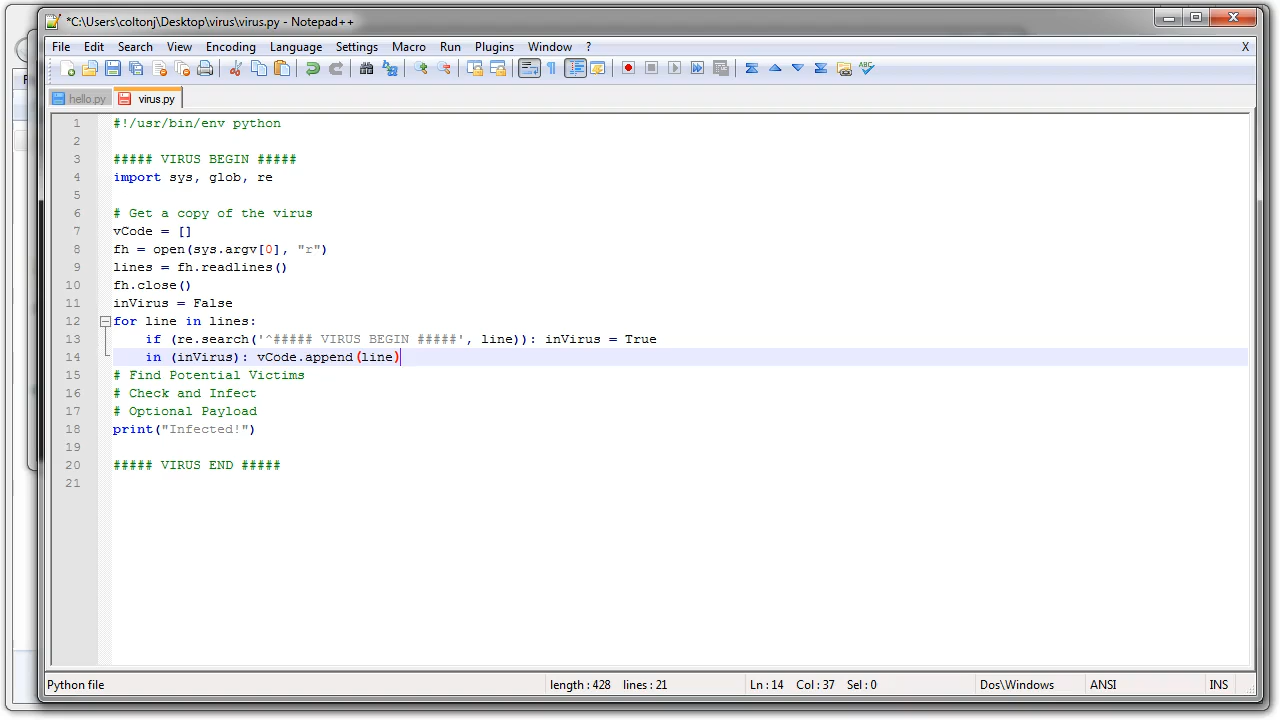 *C:\Users\coltonj\Desktop\virus\virus.py - Notepad++
File Edit Search View Encoding Language Settings Macro Run Plugins Window ? X
hello.py virus.py
1 #!/usr/bin/env python
2
3 ##### VIRUS BEGIN #####
4 import sys, glob, re
5
6 # Get a copy of the virus
7 vCode = []
8 fh = open(sys.argv[0], "r")
9 lines = fh.readlines()
10 fh.close()
11 inVirus = False
12 for line in lines:
13 if (re.search('^##### VIRUS BEGIN #####', line)): inVirus = True
14 in (inVirus): vCode.append(line)
15 # Find Potential Victims
16 # Check and Infect
17 # Optional Payload
18 print("Infected!")
19
20 ##### VIRUS END #####
21
Python file length : 428 lines : 21 Ln : 14 Col : 37 Sel : 0 Dos\Windows ANSI INS